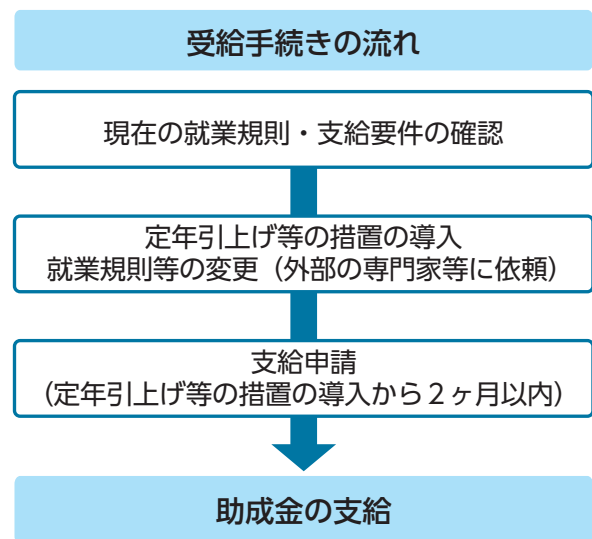 受給手続きの流れ
現在の就業規則・支給要件の確認
定年引上げ等の措置の導入
就業規則等の変更（外部の専門家等に依頼）
支給申請
（定年引上げ等の措置の導入から２ヶ月以内）
助成金の支給